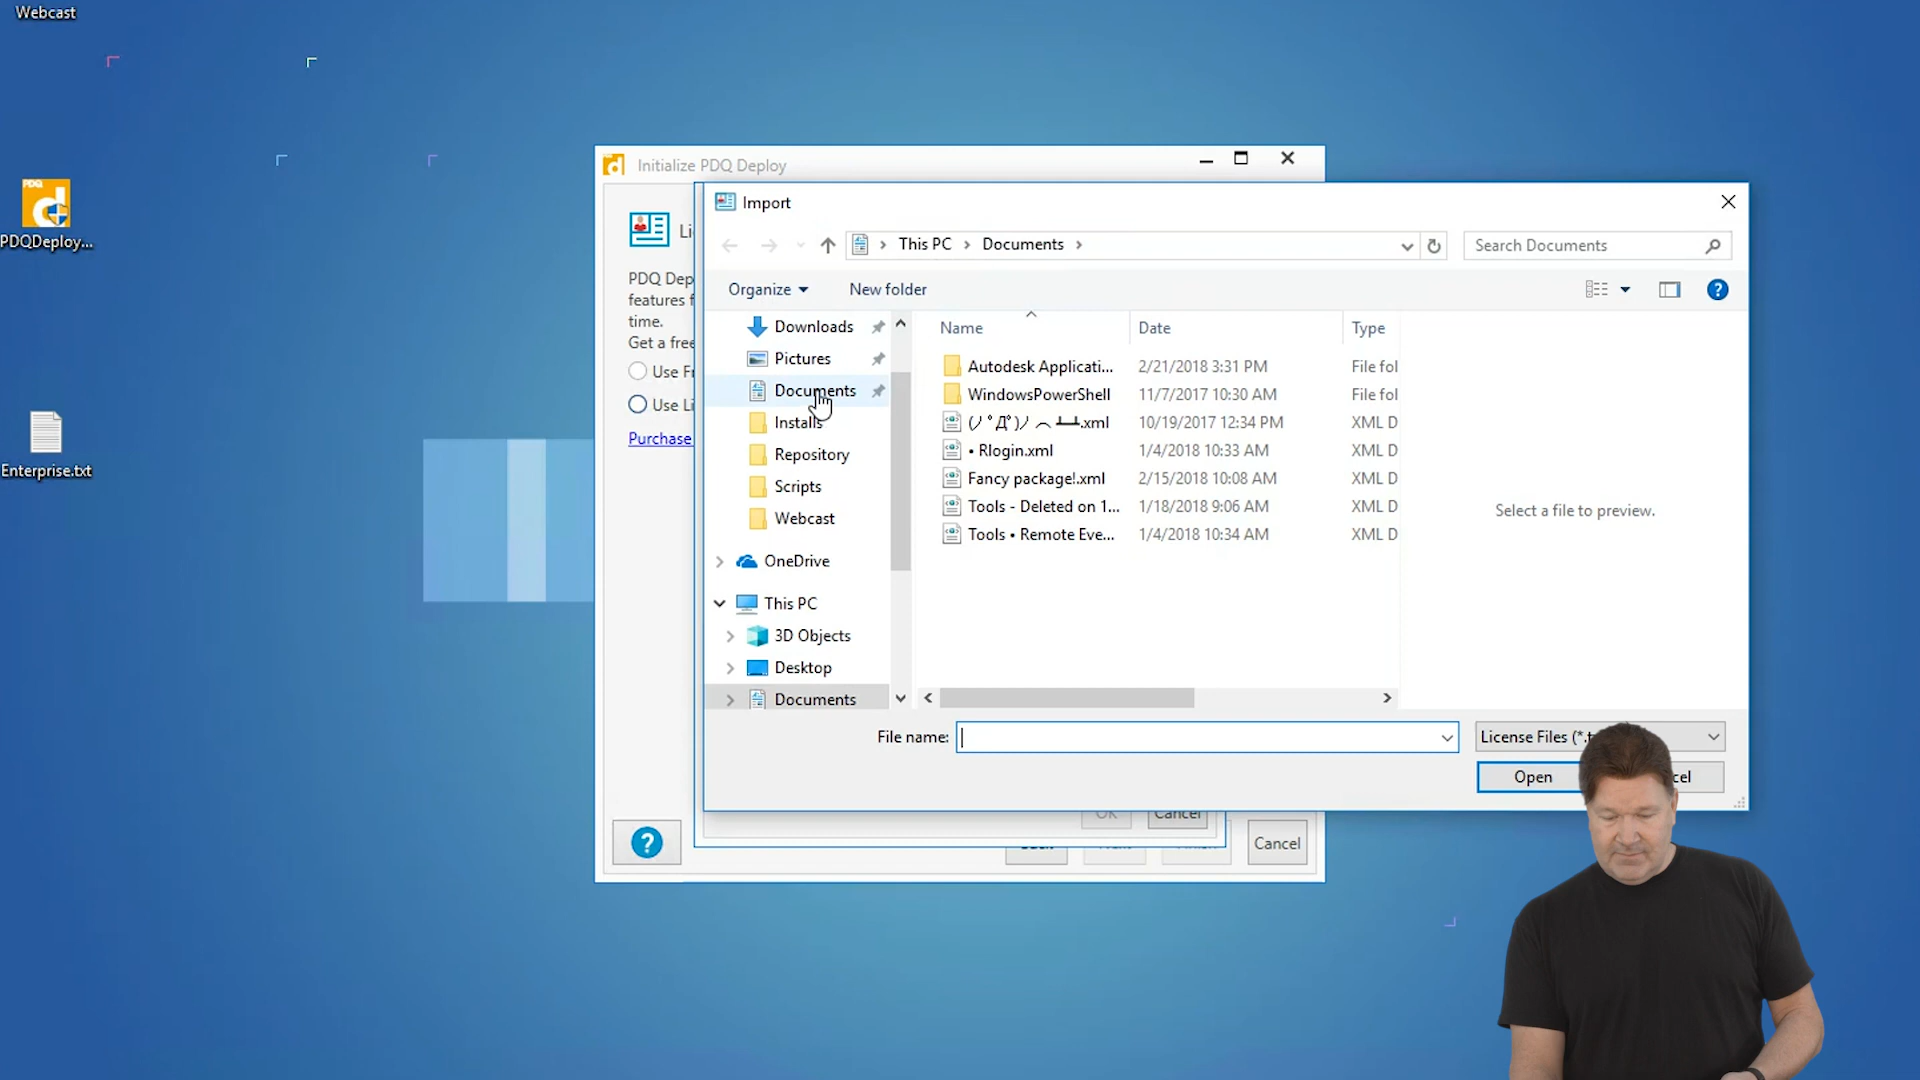 Webcast
PDQ
PDQDeploy...
Enterprise.txt
Initialize PDQ Deploy
Li
PDQ Dep
features f
time.
Get a free
Use Fr
Use Li
Purchase
Import
This PC
Documents
Search Documents
Organize
New folder
Downloads
Pictures
Documents
Installs
Repository
Scripts
Webcast
OneDrive
This PC
3D Objects
Desktop
Documents
Name Date Type
Autodesk Applicati... 2/21/2018 3:31 PM File fol
WindowsPowerShell 11/7/2017 10:30 AM File fol
(ノ°Д°)ノ︵┻┻.xml 10/19/2017 12:34 PM XML D
• Rlogin.xml 1/4/2018 10:33 AM XML D
Fancy package!.xml 2/15/2018 10:08 AM XML D
Tools - Deleted on 1... 1/18/2018 9:06 AM XML D
Tools • Remote Eve... 1/4/2018 10:34 AM XML D
Select a file to preview.
File name:
License Files (*.t
Open
cel
OK
Cancel
Back
Next
Finish
Cancel